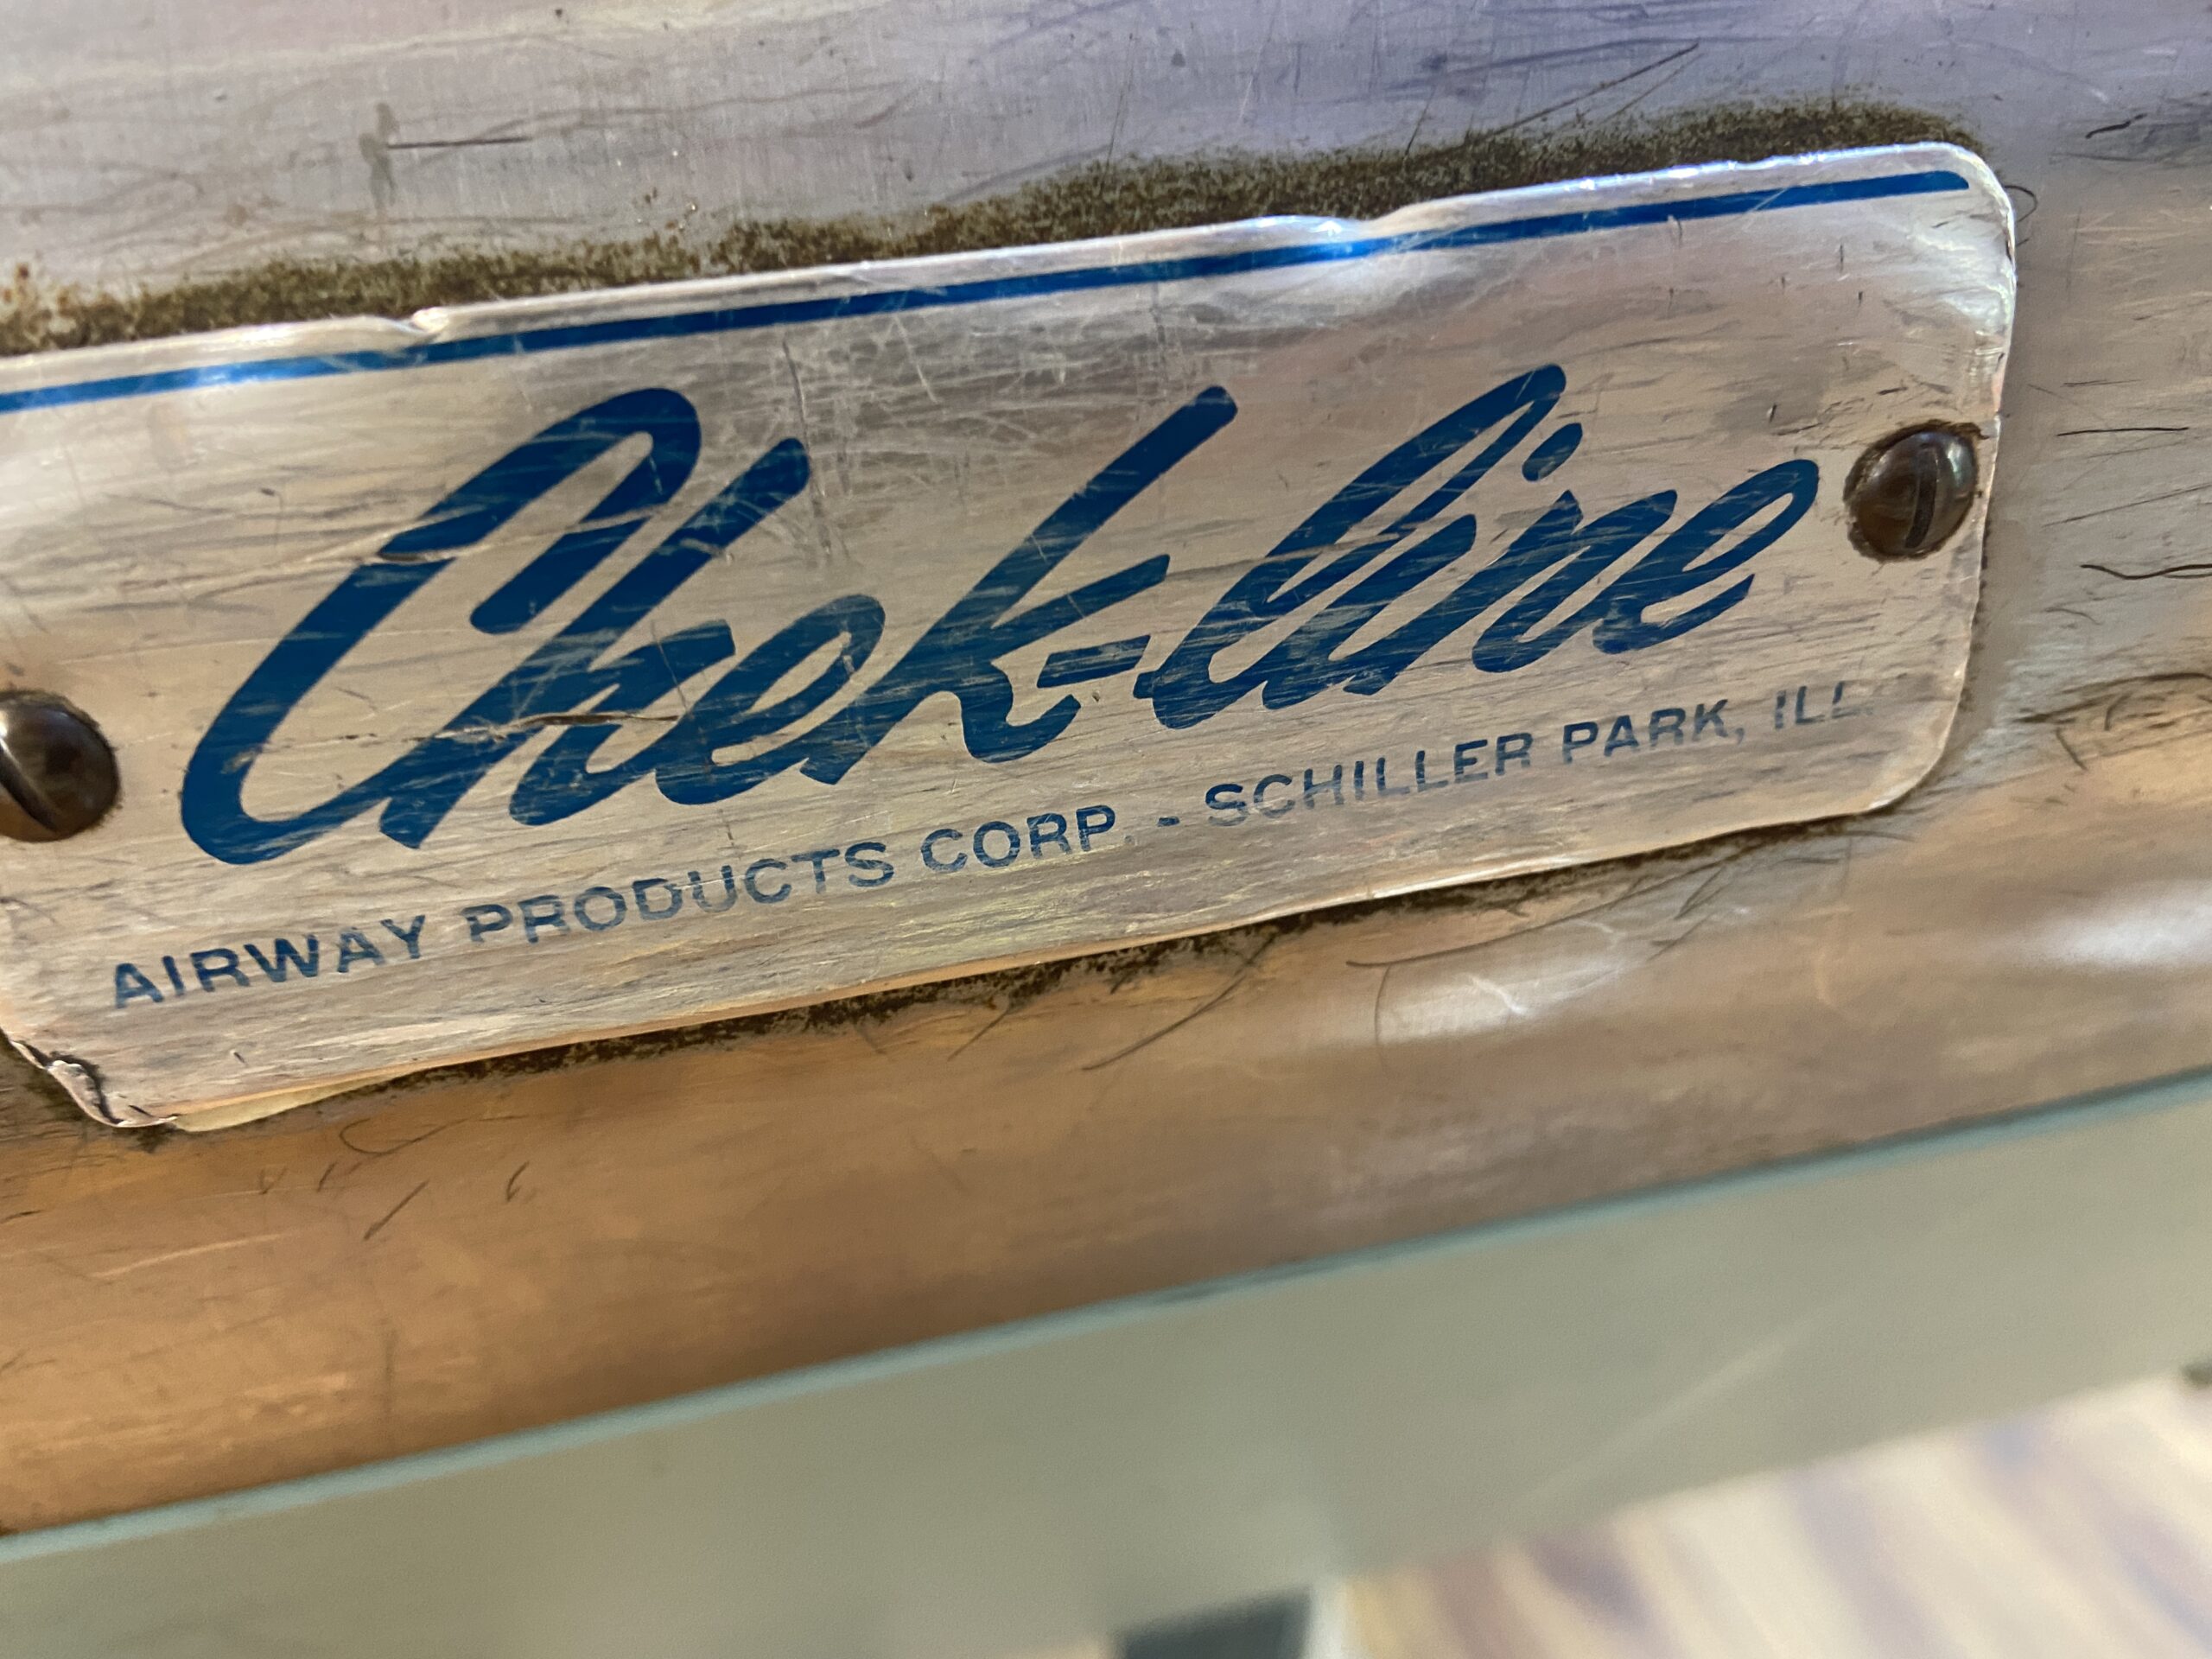 Chek-line
AIRWAY PRODUCTS CORP. - SCHILLER PARK, ILL.